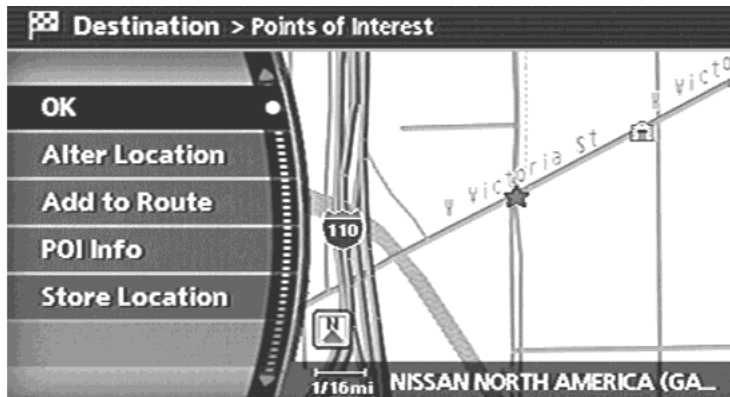 Destination > Points of Interest
OK
Alter Location
Add to Route
POI Info
Store Location
W Victoria St
W Victo
110
N
1/16mi
NISSAN NORTH AMERICA (GA...